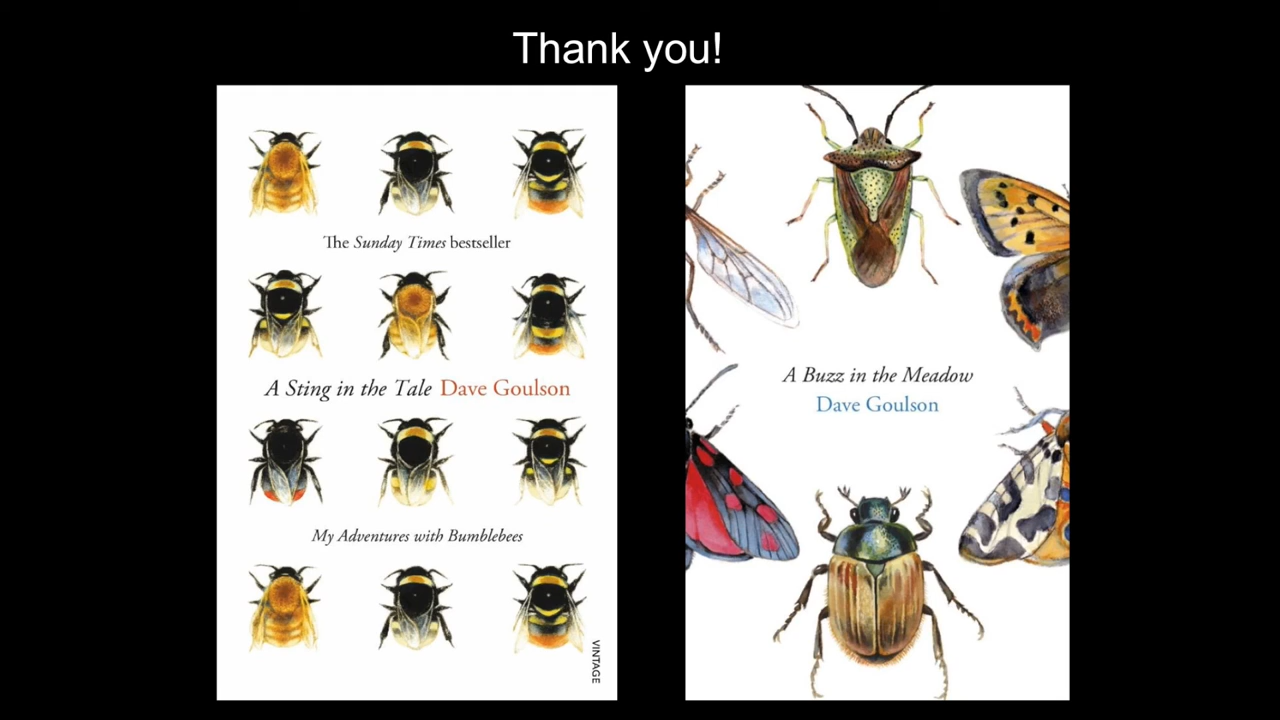 Thank you!
The Sunday Times bestseller
A Sting in the Tale Dave Goulson
My Adventures with Bumblebees
VINTAGE
A Buzz in the Meadow
Dave Goulson